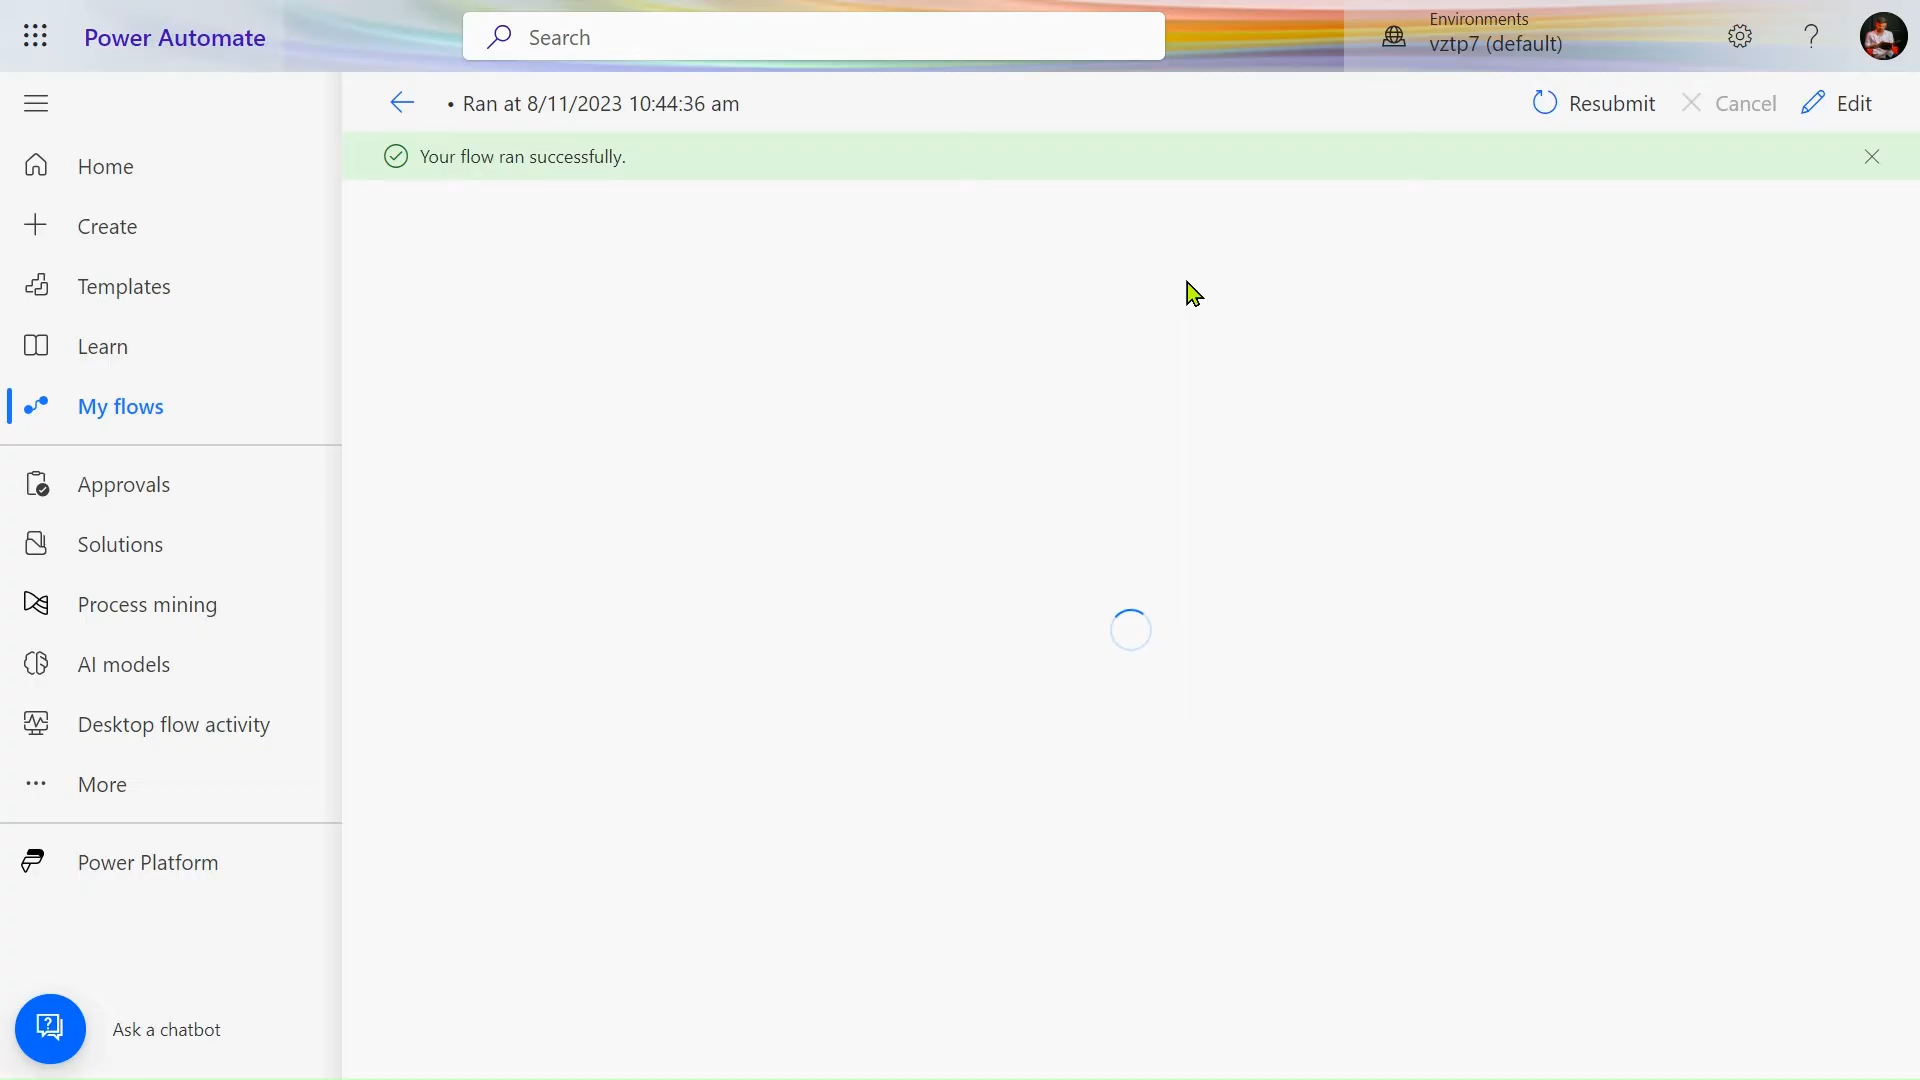 Power Automate
Search
Environments
vztp7 (default)
• Ran at 8/11/2023 10:44:36 am
Resubmit
Cancel
Edit
Your flow ran successfully.
Home
Create
Templates
Learn
My flows
Approvals
Solutions
Process mining
AI models
Desktop flow activity
More
Power Platform
Ask a chatbot